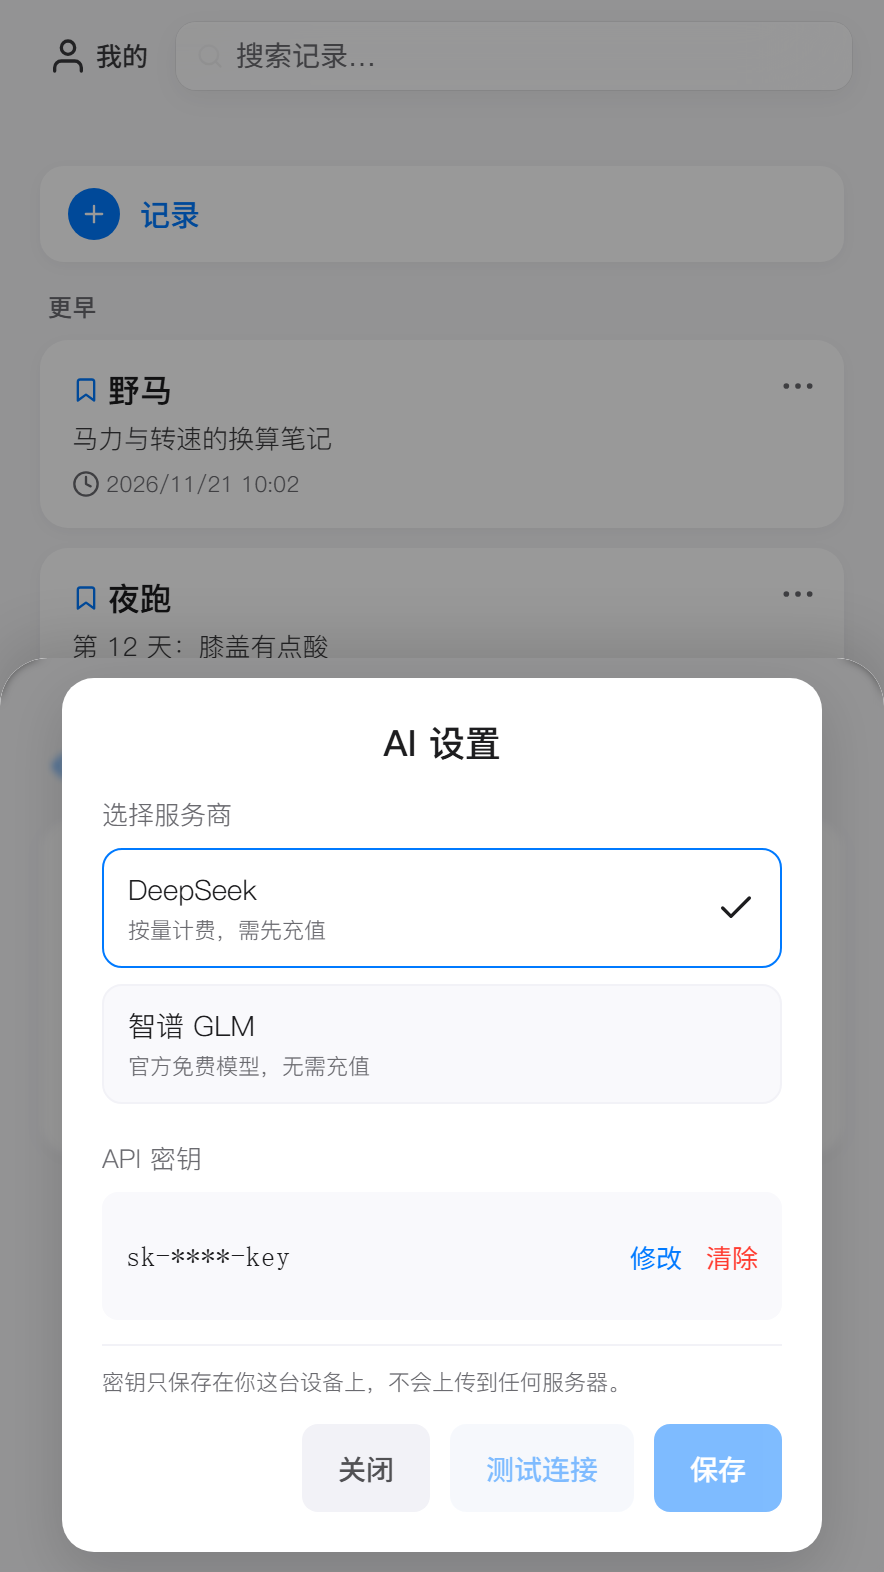 我的
搜索记录...
记录
更早
野马
马力与转速的换算笔记
2026/11/21 10:02
夜跑
第 12 天：膝盖有点酸
AI 设置
选择服务商
DeepSeek
按量计费，需先充值
智谱 GLM
官方免费模型，无需充值
API 密钥
sk-****-key
修改 清除
密钥只保存在你这台设备上，不会上传到任何服务器。
关闭 测试连接 保存